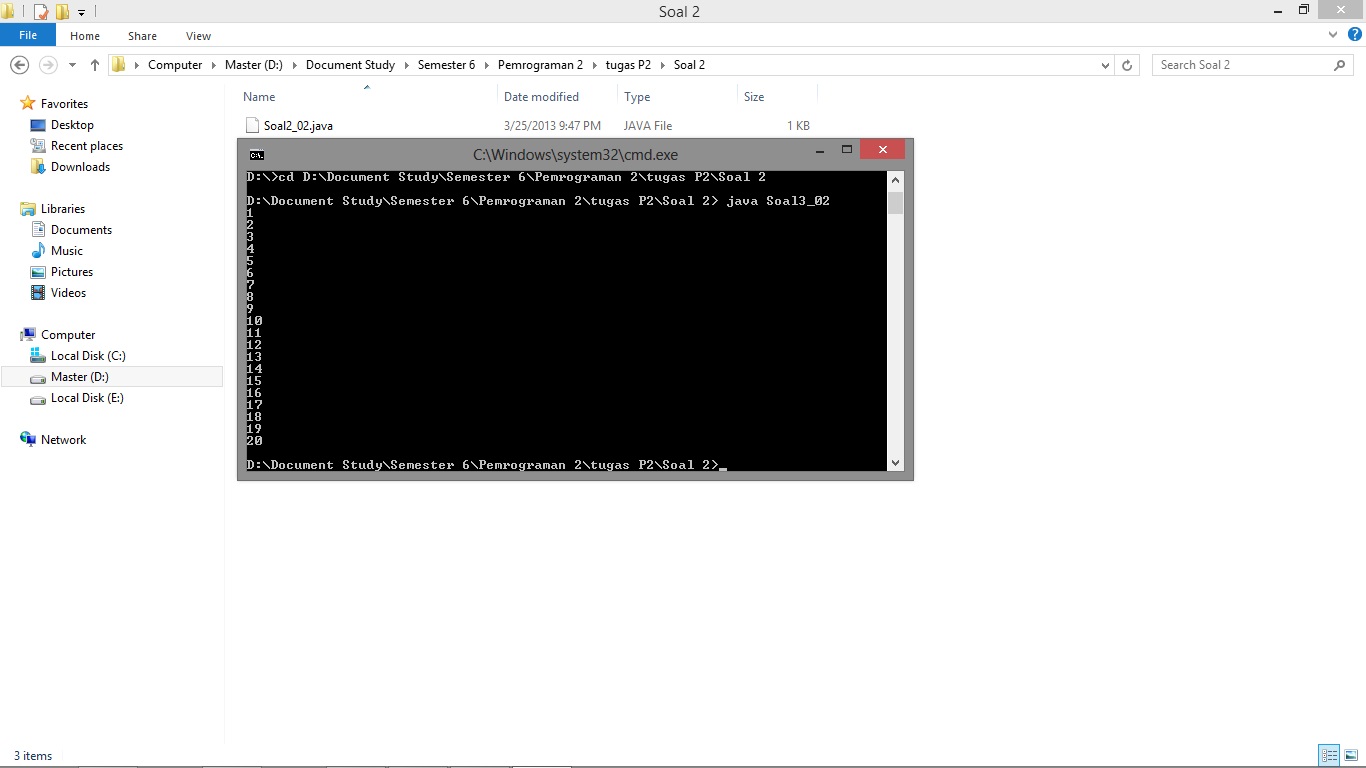 Soal 2
File Home Share View
Computer Master (D:) Document Study Semester 6 Pemrograman 2 tugas P2 Soal 2 Search Soal 2
Name Date modified Type Size
Soal2_02.java 3/25/2013 9:47 PM JAVA File 1 KB
Favorites
Desktop
Recent places
Downloads
Libraries
Documents
Music
Pictures
Videos
Computer
Local Disk (C:)
Master (D:)
Local Disk (E:)
Network
C:\Windows\system32\cmd.exe
D:\>cd D:\Document Study\Semester 6\Pemrograman 2\tugas P2\Soal 2
D:\Document Study\Semester 6\Pemrograman 2\tugas P2\Soal 2> java Soal3_02
1
2
3
4
5
6
7
8
9
10
11
12
13
14
15
16
17
18
19
20
D:\Document Study\Semester 6\Pemrograman 2\tugas P2\Soal 2>_
3 items